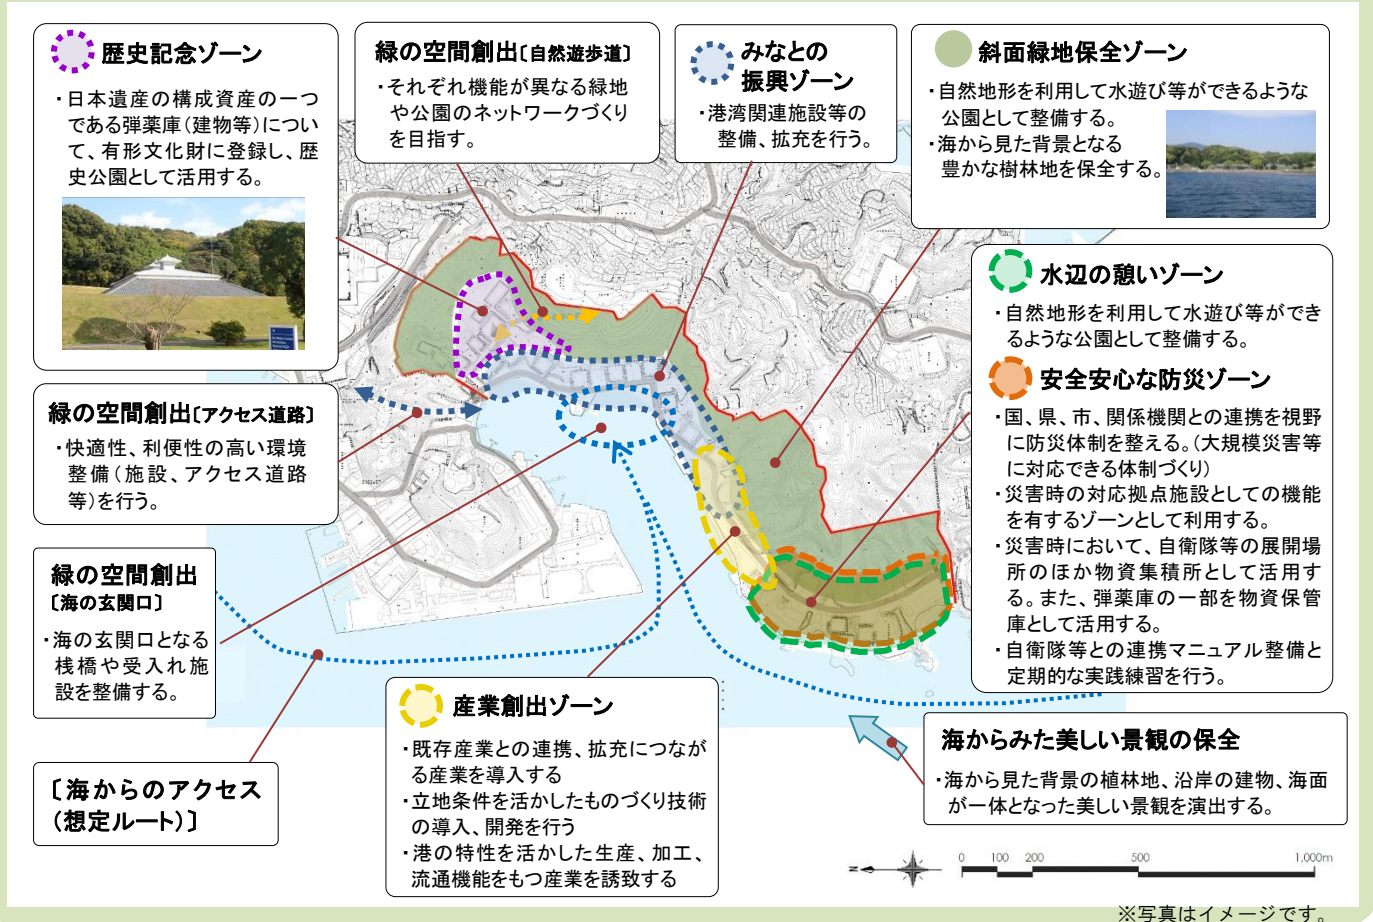 歴史記念ゾーン
・日本遺産の構成資産の一つ
である弾薬庫(建物等)につい
て、有形文化財に登録し、歴
史公園として活用する。
緑の空間創出〔自然遊歩道〕
・それぞれ機能が異なる緑地
や公園のネットワークづくり
を目指す。
みなとの
振興ゾーン
・港湾関連施設等の
整備、拡充を行う。
斜面緑地保全ゾーン
・自然地形を利用して水遊び等ができるような
公園として整備する。
・海から見た背景となる
豊かな樹林地を保全する。
水辺の憩いゾーン
・自然地形を利用して水遊び等ができ
るような公園として整備する。
安全安心な防災ゾーン
・国、県、市、関係機関との連携を視野
に防災体制を整える。(大規模災害等
に対応できる体制づくり)
・災害時の対応拠点施設としての機能
を有するゾーンとして利用する。
・災害時において、自衛隊等の展開場
所のほか物資集積所として活用す
る。また、弾薬庫の一部を物資保管
庫として活用する。
・自衛隊等との連携マニュアル整備と
定期的な実践練習を行う。
緑の空間創出〔アクセス道路〕
・快適性、利便性の高い環境
整備(施設、アクセス道路
等)を行う。
緑の空間創出
〔海の玄関口〕
・海の玄関口となる
桟橋や受入れ施
設を整備する。
〔海からのアクセス
(想定ルート)〕
産業創出ゾーン
・既存産業との連携、拡充につなが
る産業を導入する
・立地条件を活かしたものづくり技術
の導入、開発を行う
・港の特性を活かした生産、加工、
流通機能をもつ産業を誘致する
海からみた美しい景観の保全
・海から見た背景の植林地、沿岸の建物、海面
が一体となった美しい景観を演出する。
N
0 100 200 500 1,000m
※写真はイメージです。